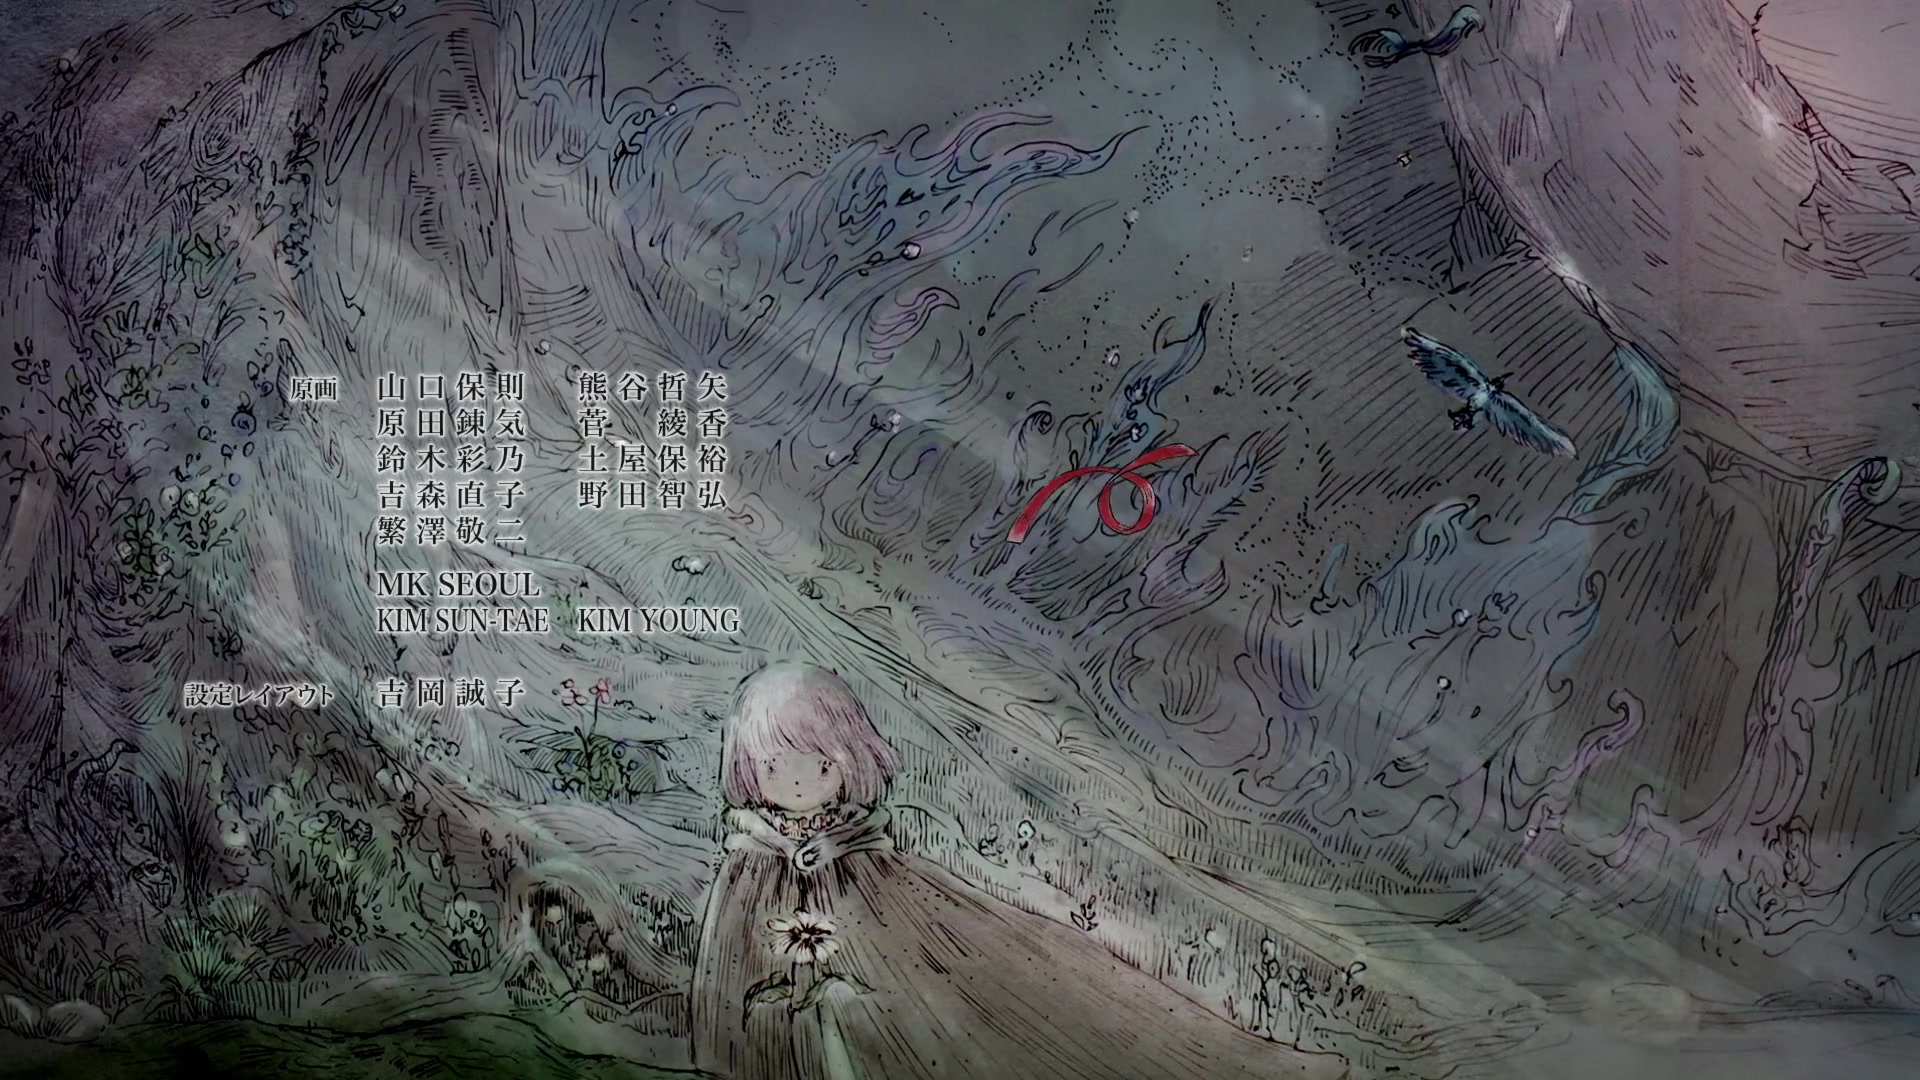 原画 山口保則 熊谷哲矢
原田錬気 菅 綾香
鈴木彩乃 土屋保裕
吉森直子 野田智弘
繁澤敬二
MK SEOUL
KIM SUN-TAE KIM YOUNG
設定レイアウト 吉岡誠子